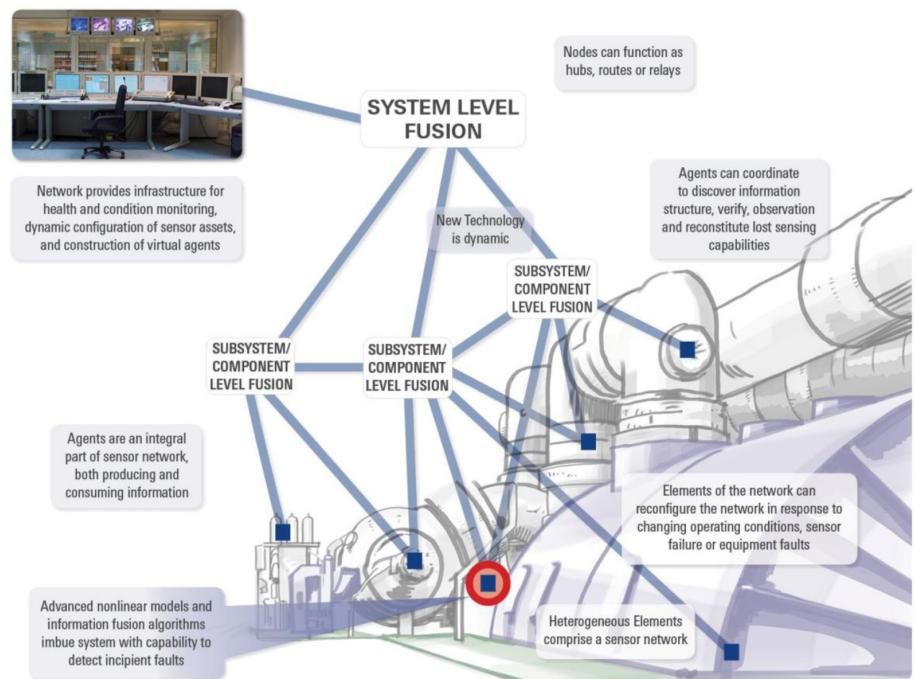 Nodes can function as
hubs, routes or relays
SYSTEM LEVEL
FUSION
Network provides infrastructure for
health and condition monitoring,
dynamic configuration of sensor assets,
and construction of virtual agents
Agents can coordinate
to discover information
structure, verify, observation
and reconstitute lost sensing
capabilities
New Technology
is dynamic
SUBSYSTEM/
COMPONENT
LEVEL FUSION
SUBSYSTEM/
COMPONENT
LEVEL FUSION
SUBSYSTEM/
COMPONENT
LEVEL FUSION
Agents are an integral
part of sensor network,
both producing and
consuming information
Elements of the network can
reconfigure the network in response to
changing operating conditions, sensor
failure or equipment faults
Advanced nonlinear models and
information fusion algorithms
imbue system with capability to
detect incipient faults
Heterogeneous Elements
comprise a sensor network